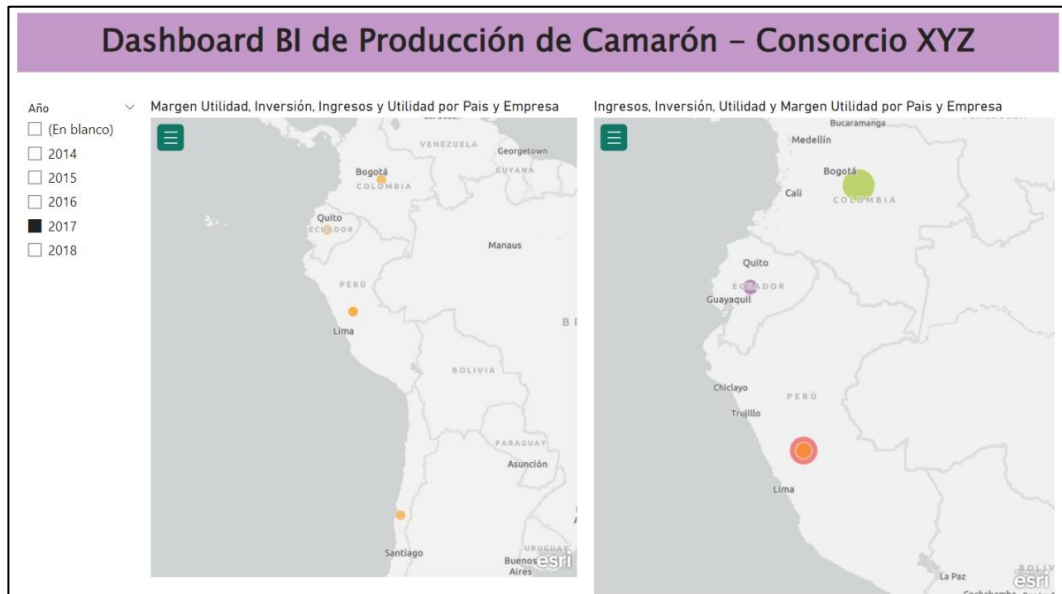 Dashboard BI de Producción de Camarón – Consorcio XYZ
Año
(En blanco)
2014
2015
2016
2017
2018
Margen Utilidad, Inversión, Ingresos y Utilidad por Pais y Empresa
VENEZUELA
Georgetown
GUYANA
Bogotá
COLOMBIA
Quito
ECUADOR
Manaus
PERÚ
Lima
BOLIVIA
PARAGUAY
Asunción
Santiago
URUGUAY
Buenos
Aires
esri
Ingresos, Inversión, Utilidad y Margen Utilidad por Pais y Empresa
Bucaramanga
Medellín
Bogotá
Cali
COLOMBIA
Quito
ECUADOR
Guayaquil
Chiclayo
PERÚ
Trujillo
Lima
La Paz
esri